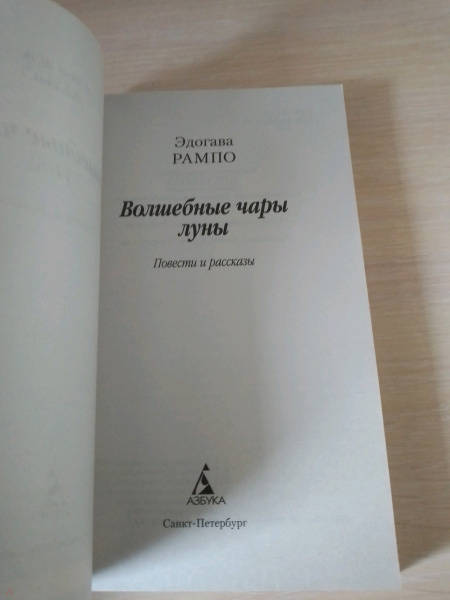 Эдогава
РАМПО
Волшебные чары
луны
Повести и рассказы
АЗБУКА
Санкт-Петербург